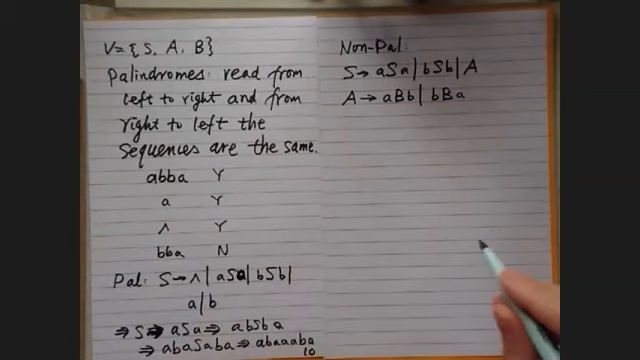 V={S, A, B}
Palindromes: read from
left to right and from
right to left the
sequences are the same.
abba Y
a Y
Λ Y
bba N
Pal: S→Λ|aSa|bSb|
a|b
⇒S⇒aSa⇒abSba
⇒abaSaba⇒abaaaba
10
Non-Pal:
S→aSa|bSb|A
A→aBb|bBa